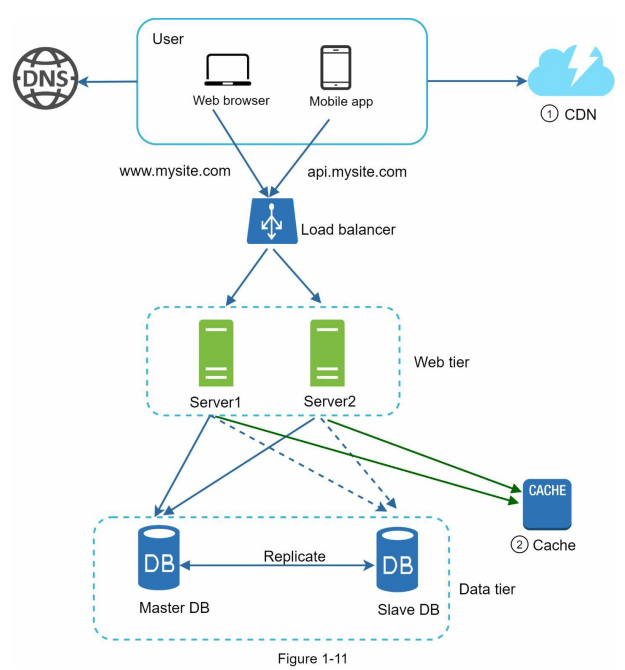 User
DNS
Web browser
Mobile app
1 CDN
www.mysite.com
api.mysite.com
Load balancer
Web tier
Server1
Server2
CACHE
2 Cache
DB
Replicate
DB
Master DB
Slave DB
Data tier
Figure 1-11